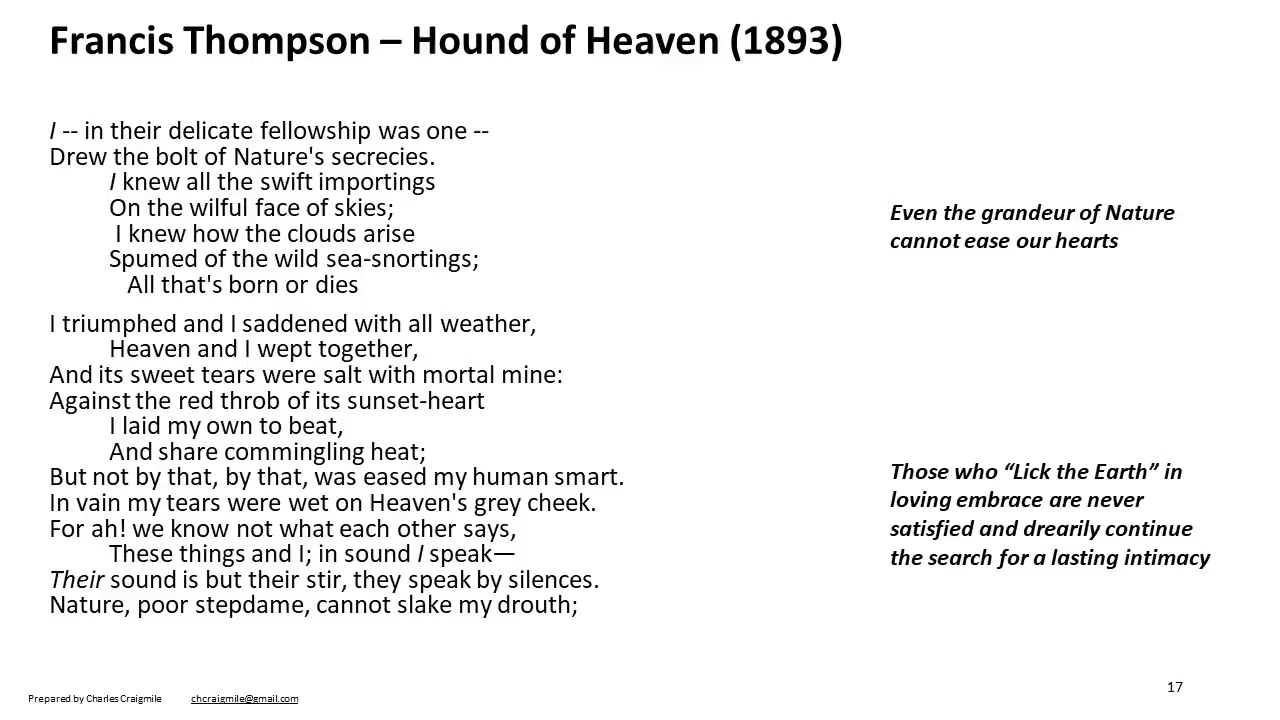 Francis Thompson – Hound of Heaven (1893)
I -- in their delicate fellowship was one --
Drew the bolt of Nature's secrecies.
I knew all the swift importings
On the wilful face of skies;
I knew how the clouds arise
Spumed of the wild sea-snortings;
All that's born or dies
I triumphed and I saddened with all weather,
Heaven and I wept together,
And its sweet tears were salt with mortal mine:
Against the red throb of its sunset-heart
I laid my own to beat,
And share commingling heat;
But not by that, by that, was eased my human smart.
In vain my tears were wet on Heaven's grey cheek.
For ah! we know not what each other says,
These things and I; in sound I speak—
Their sound is but their stir, they speak by silences.
Nature, poor stepdame, cannot slake my drouth;
Even the grandeur of Nature
cannot ease our hearts
Those who “Lick the Earth” in
loving embrace are never
satisfied and drearily continue
the search for a lasting intimacy
Prepared by Charles Craigmile chcraigmile@gmail.com
17